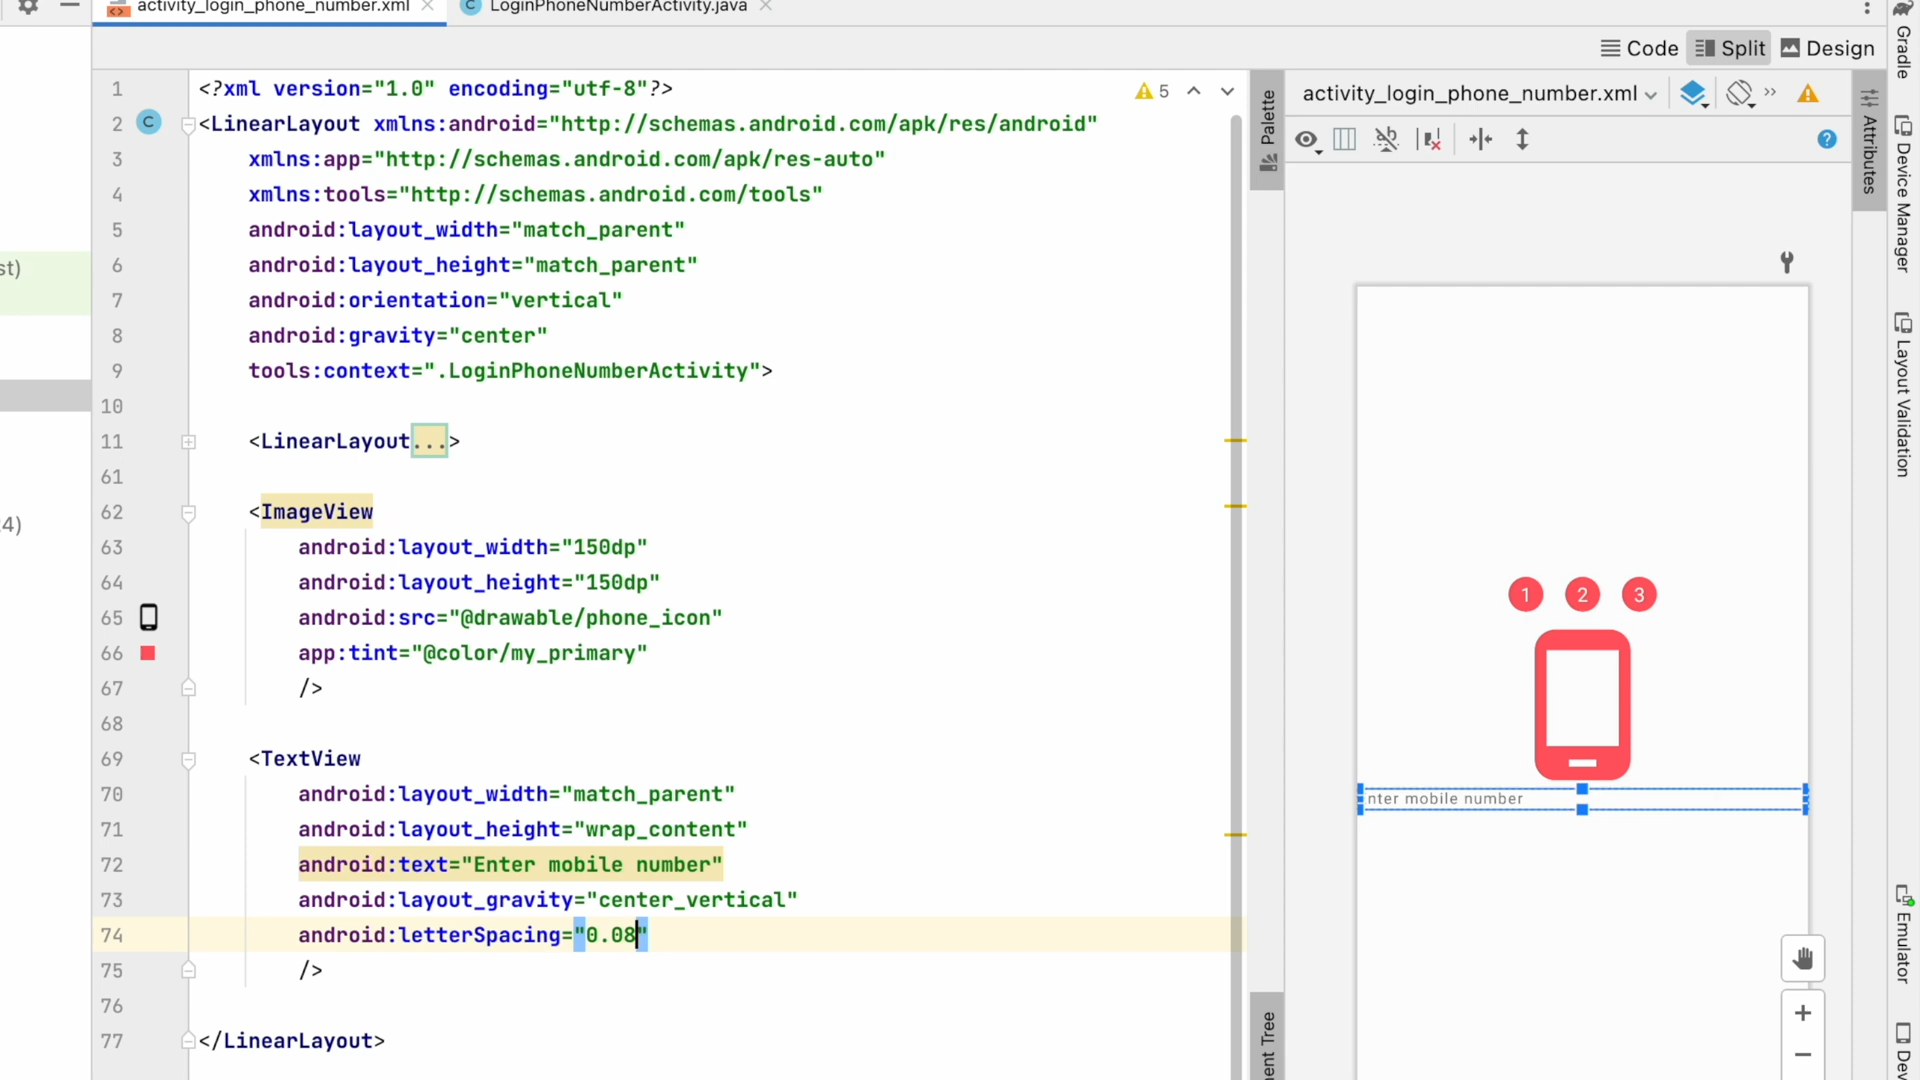 activity_login_phone_number.xml LoginPhoneNumberActivity.java
Code Split Design
activity_login_phone_number.xml
1 <?xml version="1.0" encoding="utf-8"?> 5
2 <LinearLayout xmlns:android="http://schemas.android.com/apk/res/android"
3 xmlns:app="http://schemas.android.com/apk/res-auto"
4 xmlns:tools="http://schemas.android.com/tools"
5 android:layout_width="match_parent"
6 android:layout_height="match_parent"
7 android:orientation="vertical"
8 android:gravity="center"
9 tools:context=".LoginPhoneNumberActivity">
10
11 <LinearLayout...>
61
62 <ImageView
63 android:layout_width="150dp"
64 android:layout_height="150dp"
65 android:src="@drawable/phone_icon"
66 app:tint="@color/my_primary"
67 />
68
69 <TextView
70 android:layout_width="match_parent"
71 android:layout_height="wrap_content"
72 android:text="Enter mobile number"
73 android:layout_gravity="center_vertical"
74 android:letterSpacing="0.08"
75 />
76
77 </LinearLayout>
st)
4)
C
C
Palette
nent Tree
?
1 2 3
nter mobile number
+
−
Attributes
Gradle
Device Manager
Layout Validation
Emulator
Dev